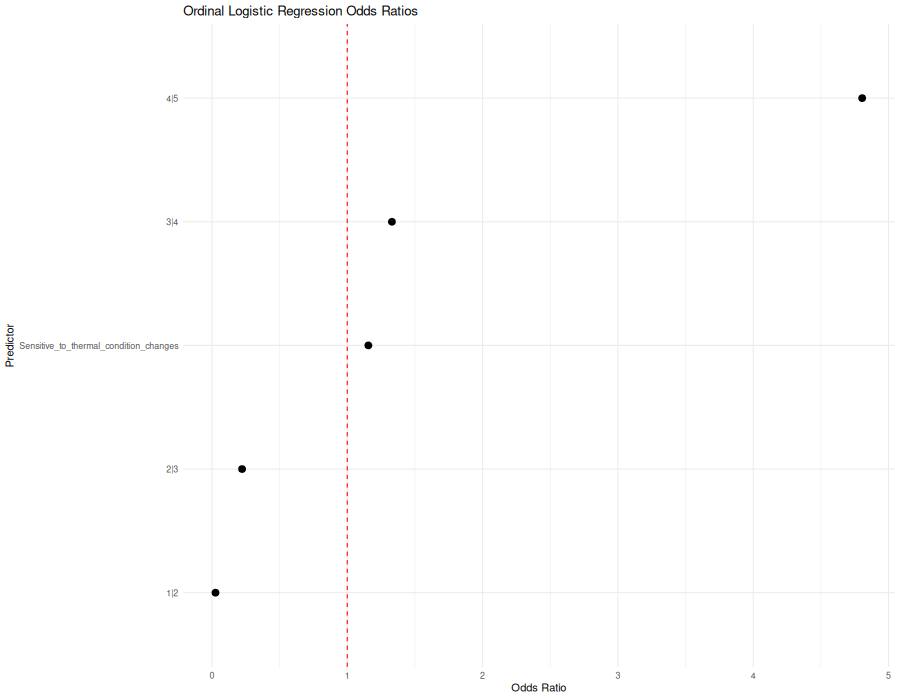 Ordinal Logistic Regression Odds Ratios
4|5
3|4
Sensitive_to_thermal_condition_changes
2|3
1|2
Predictor
0 1 2 3 4 5
Odds Ratio